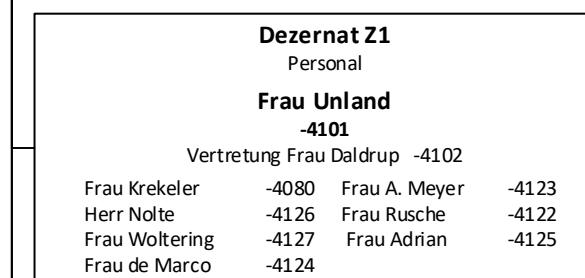 Dezernat Z1
Personal
Frau Unland
-4101
Vertretung Frau Daldrup -4102
Frau Krekeler -4080 Frau A. Meyer -4123
Herr Nolte -4126 Frau Rusche -4122
Frau Woltering -4127 Frau Adrian -4125
Frau de Marco -4124